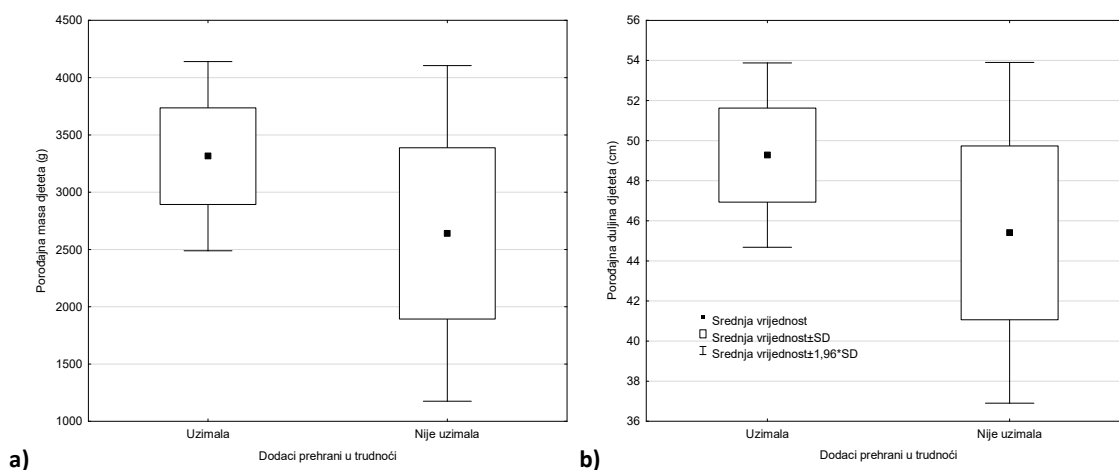 4500
4000
3500
3000
2500
2000
1500
1000
Porođajna masa djeteta (g)
Uzimala
Nije uzimala
Dodaci prehrani u trudnoći
a)
56
54
52
50
48
46
44
42
40
38
36
Porođajna duljina djeteta (cm)
Srednja vrijednost
Srednja vrijednost±SD
Srednja vrijednost±1,96*SD
Uzimala
Nije uzimala
Dodaci prehrani u trudnoći
b)